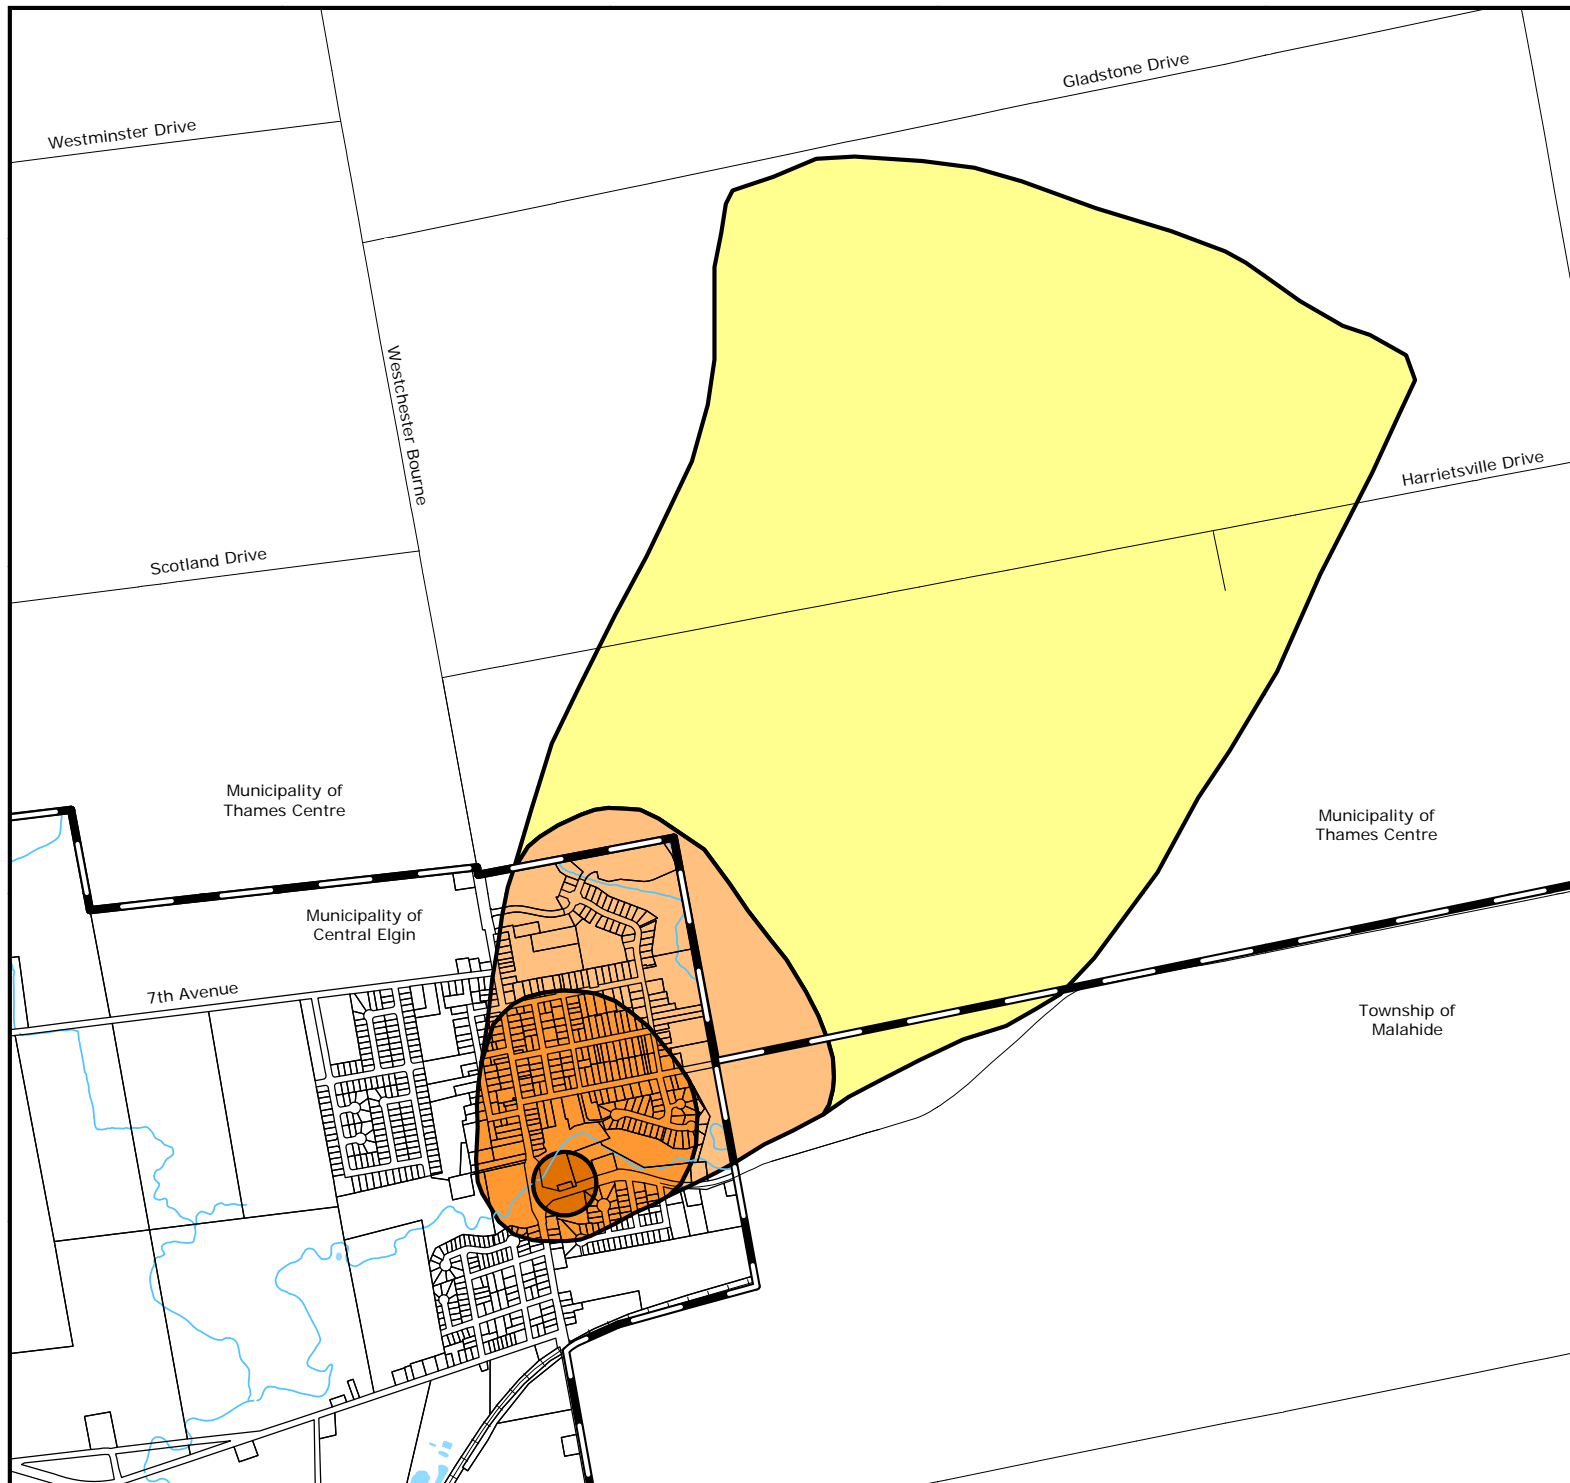 Gladstone Drive
Westminster Drive
Westchester Bourne
Harrietsville Drive
Scotland Drive
Municipality of
Thames Centre
Municipality of
Thames Centre
Municipality of
Central Elgin
7th Avenue
Township of
Malahide